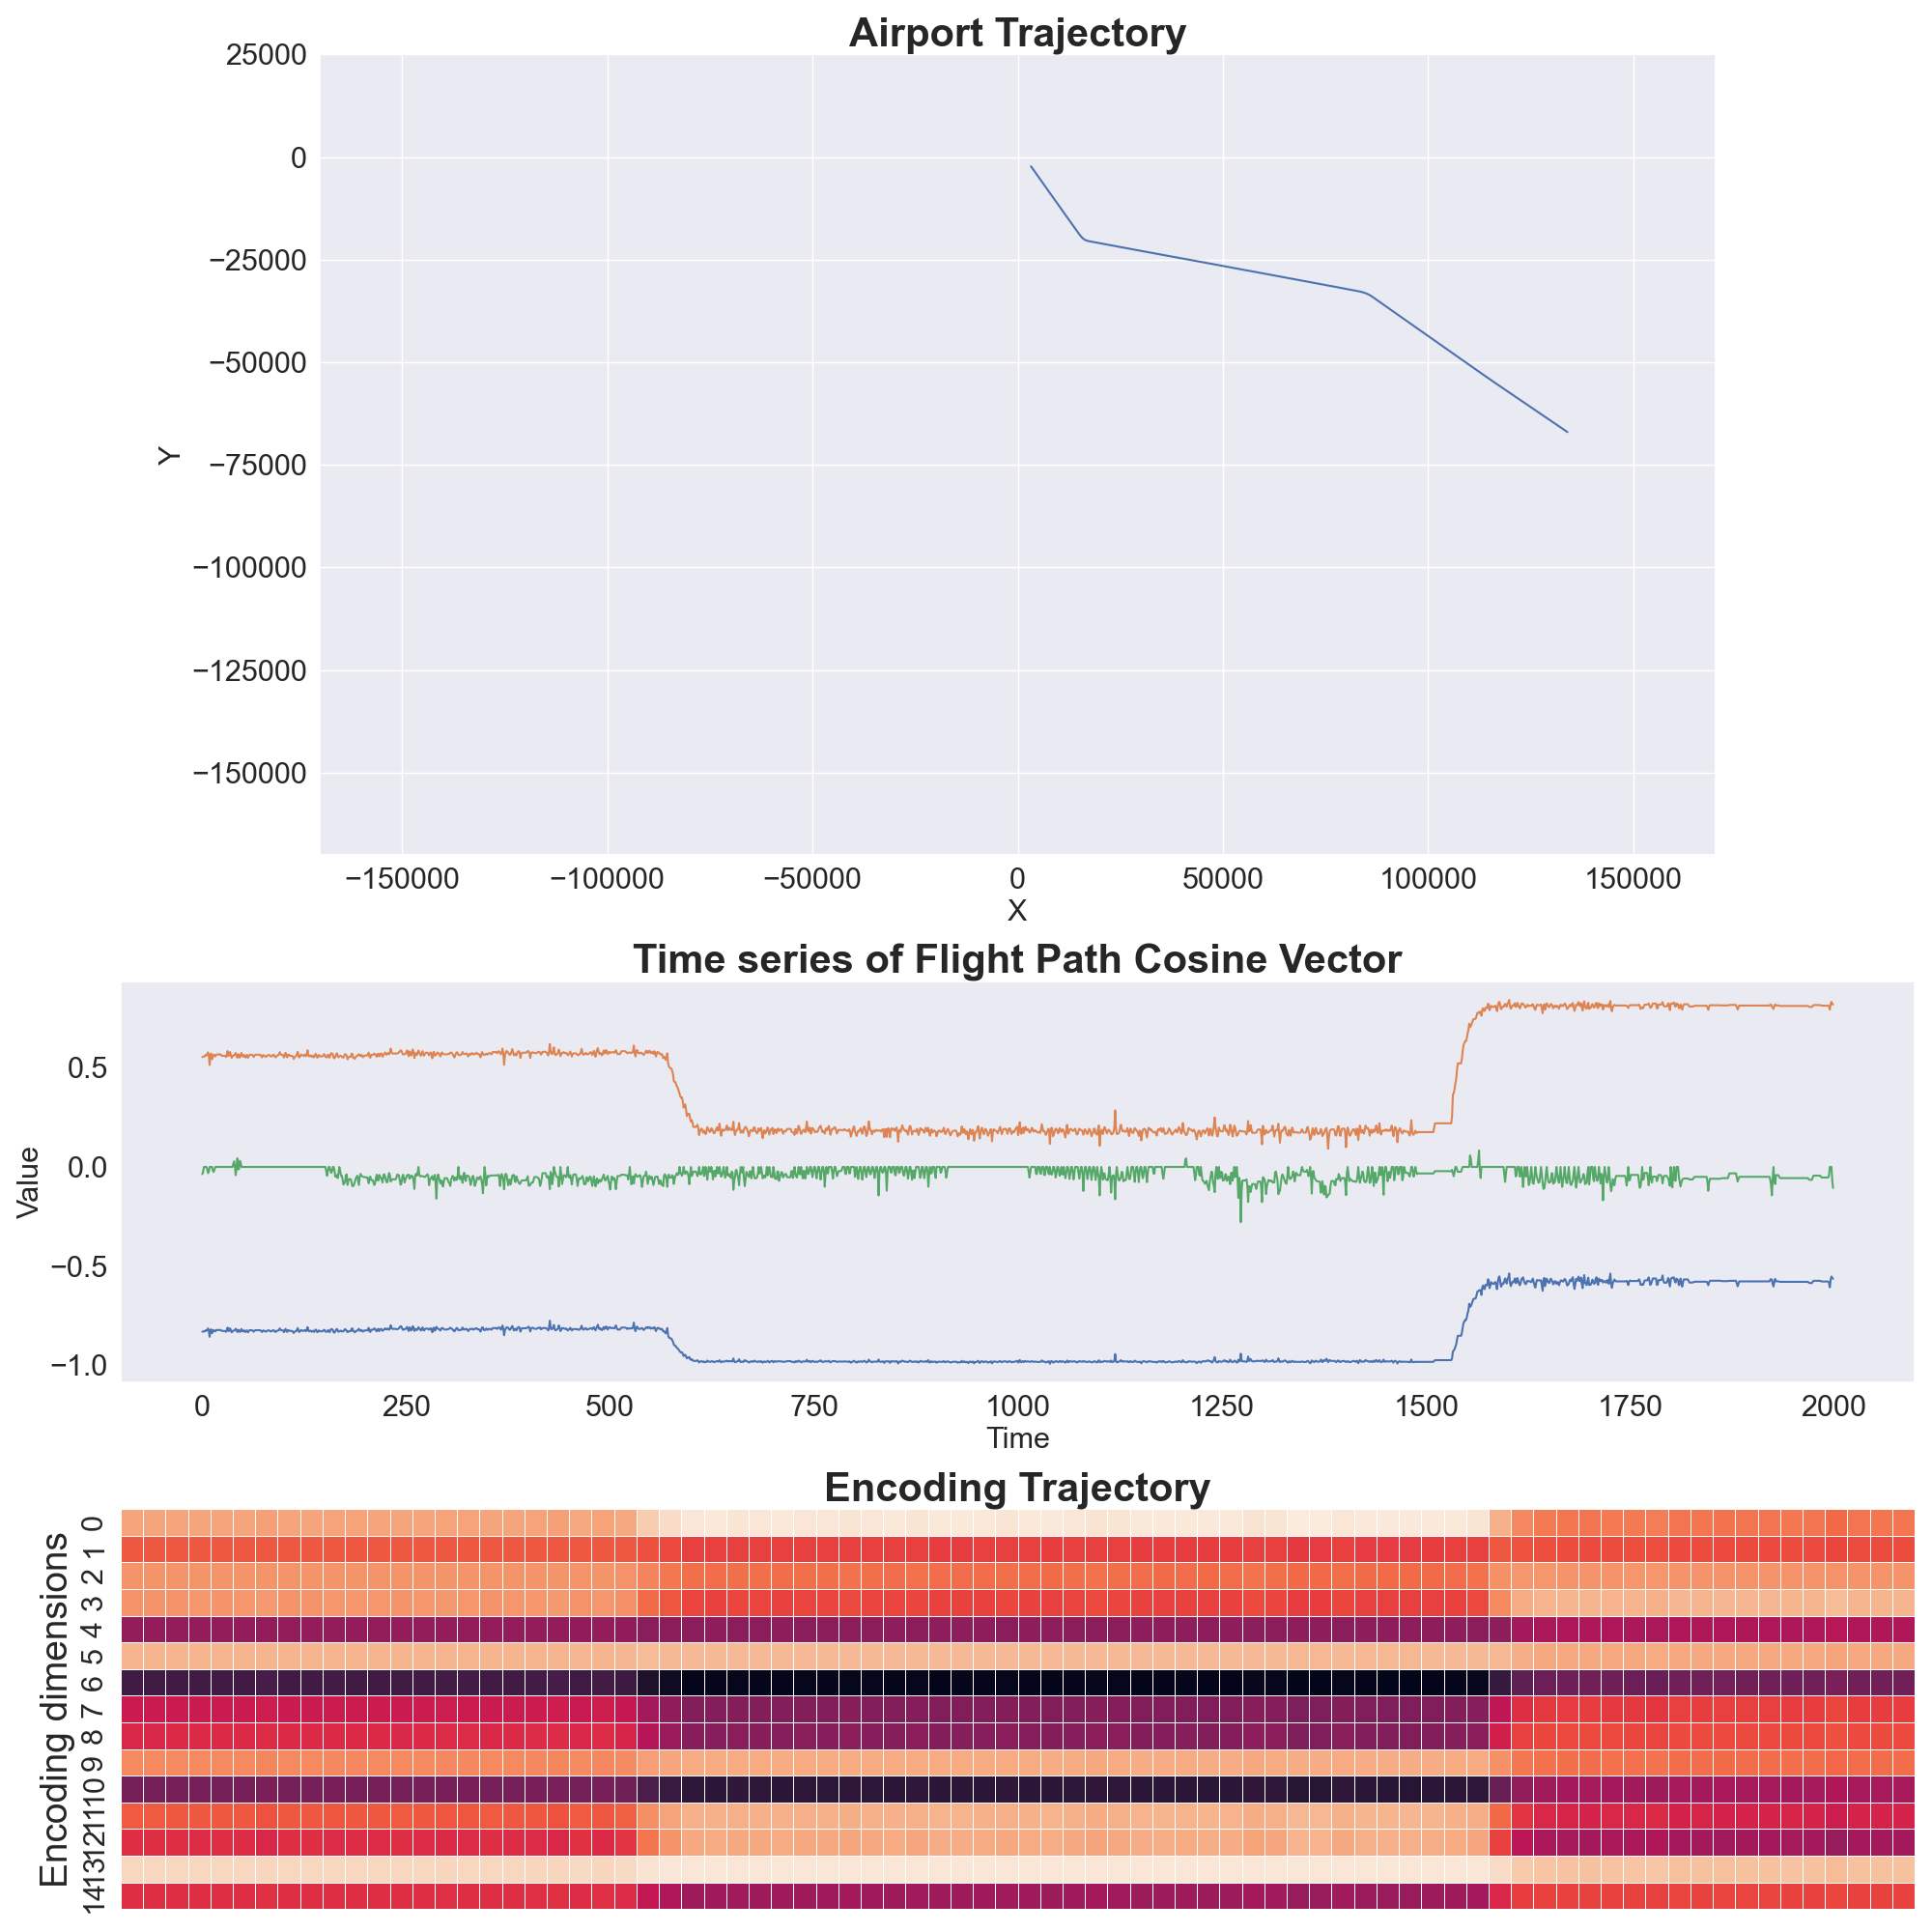 Airport Trajectory
25000
0
−25000
−50000
−75000
−100000
−125000
−150000
Y
−150000 −100000 −50000 0 50000 100000 150000
X
Time series of Flight Path Cosine Vector
0.5
0.0
−0.5
−1.0
Value
0 250 500 750 1000 1250 1500 1750 2000
Time
Encoding Trajectory
Encoding dimensions
0
1
2
3
4
5
6
7
8
9
10
11
12
13
14